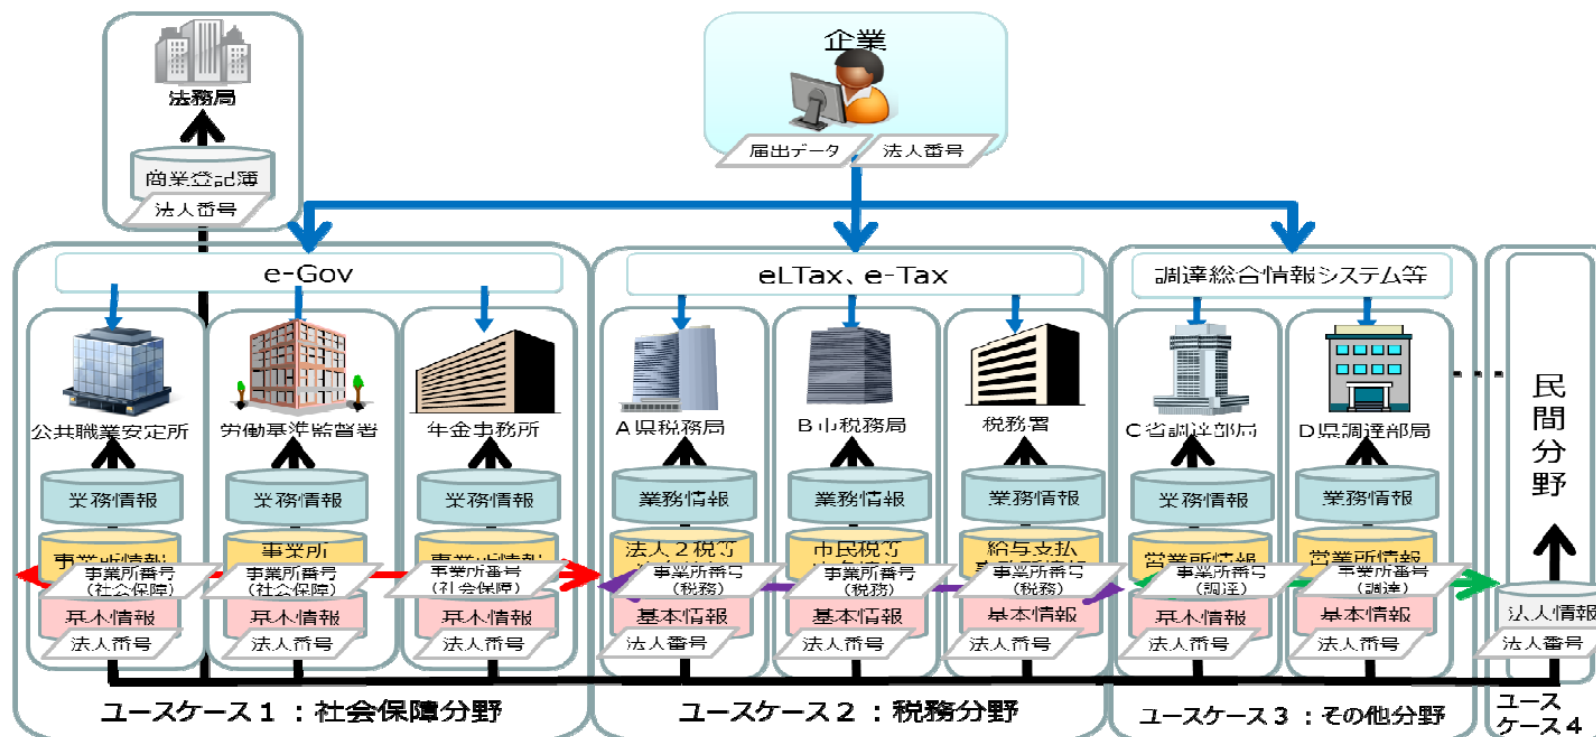 企業
届出データ
法人番号
法務局
商業登記簿
法人番号
e-Gov
eLTax、e-Tax
調達総合情報システム等
公共職業安定所
労働基準監督署
年金事務所
A県税務局
B市税務局
税務署
C省調達部局
D県調達部局
民間分野
業務情報
業務情報
業務情報
業務情報
業務情報
業務情報
業務情報
業務情報
事業所情報
事業所
事業所情報
法人2税等
市民税等
給与支払
営業所情報
営業所情報
事業所番号
(社会保障)
事業所番号
(社会保障)
事業所番号
(社会保障)
事業所番号
(税務)
事業所番号
(税務)
事業所番号
(税務)
事業所番号
(調達)
事業所番号
(調達)
基本情報
基本情報
基本情報
基本情報
基本情報
基本情報
基本情報
基本情報
法人情報
法人番号
法人番号
法人番号
法人番号
法人番号
法人番号
法人番号
法人番号
法人番号
ユースケース1:社会保障分野
ユースケース2:税務分野
ユースケース3:その他分野
ユース
ケース4